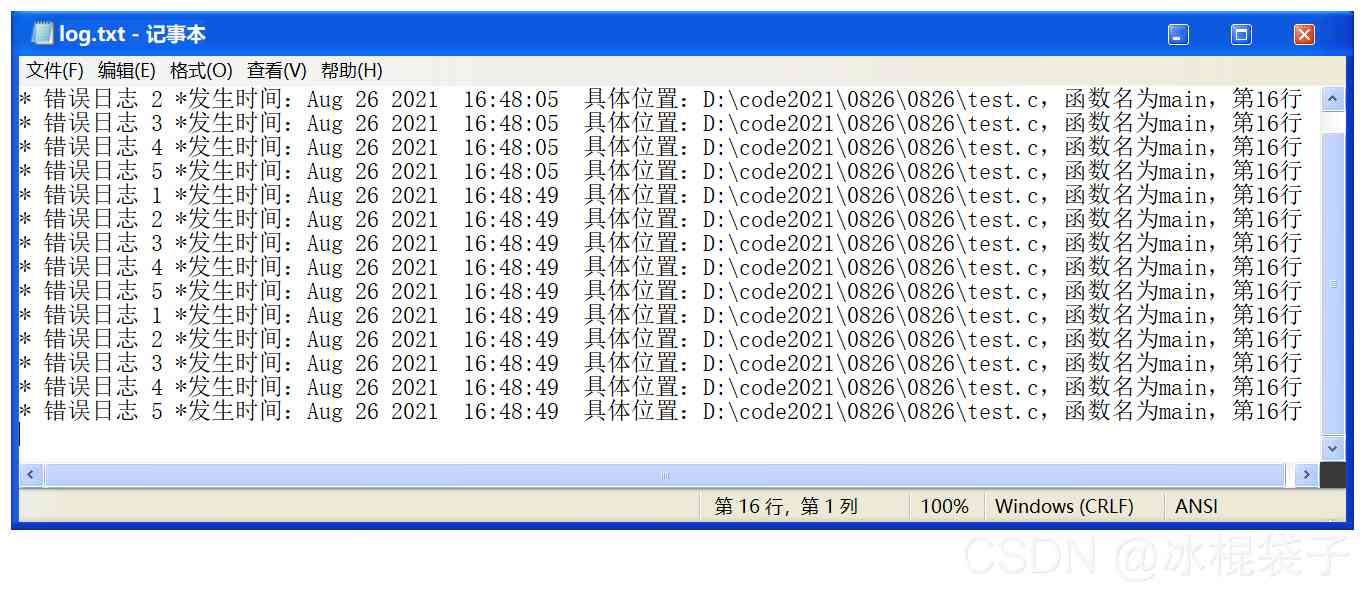 log.txt - 记事本
文件(F) 编辑(E) 格式(O) 查看(V) 帮助(H)
* 错误日志 2 *发生时间：Aug 26 2021  16:48:05  具体位置：D:\code2021\0826\0826\test.c，函数名为main，第16行
* 错误日志 3 *发生时间：Aug 26 2021  16:48:05  具体位置：D:\code2021\0826\0826\test.c，函数名为main，第16行
* 错误日志 4 *发生时间：Aug 26 2021  16:48:05  具体位置：D:\code2021\0826\0826\test.c，函数名为main，第16行
* 错误日志 5 *发生时间：Aug 26 2021  16:48:05  具体位置：D:\code2021\0826\0826\test.c，函数名为main，第16行
* 错误日志 1 *发生时间：Aug 26 2021  16:48:49  具体位置：D:\code2021\0826\0826\test.c，函数名为main，第16行
* 错误日志 2 *发生时间：Aug 26 2021  16:48:49  具体位置：D:\code2021\0826\0826\test.c，函数名为main，第16行
* 错误日志 3 *发生时间：Aug 26 2021  16:48:49  具体位置：D:\code2021\0826\0826\test.c，函数名为main，第16行
* 错误日志 4 *发生时间：Aug 26 2021  16:48:49  具体位置：D:\code2021\0826\0826\test.c，函数名为main，第16行
* 错误日志 5 *发生时间：Aug 26 2021  16:48:49  具体位置：D:\code2021\0826\0826\test.c，函数名为main，第16行
* 错误日志 1 *发生时间：Aug 26 2021  16:48:49  具体位置：D:\code2021\0826\0826\test.c，函数名为main，第16行
* 错误日志 2 *发生时间：Aug 26 2021  16:48:49  具体位置：D:\code2021\0826\0826\test.c，函数名为main，第16行
* 错误日志 3 *发生时间：Aug 26 2021  16:48:49  具体位置：D:\code2021\0826\0826\test.c，函数名为main，第16行
* 错误日志 4 *发生时间：Aug 26 2021  16:48:49  具体位置：D:\code2021\0826\0826\test.c，函数名为main，第16行
* 错误日志 5 *发生时间：Aug 26 2021  16:48:49  具体位置：D:\code2021\0826\0826\test.c，函数名为main，第16行
第 16 行，第 1 列 100% Windows (CRLF) ANSI
CSDN @冰棍袋子